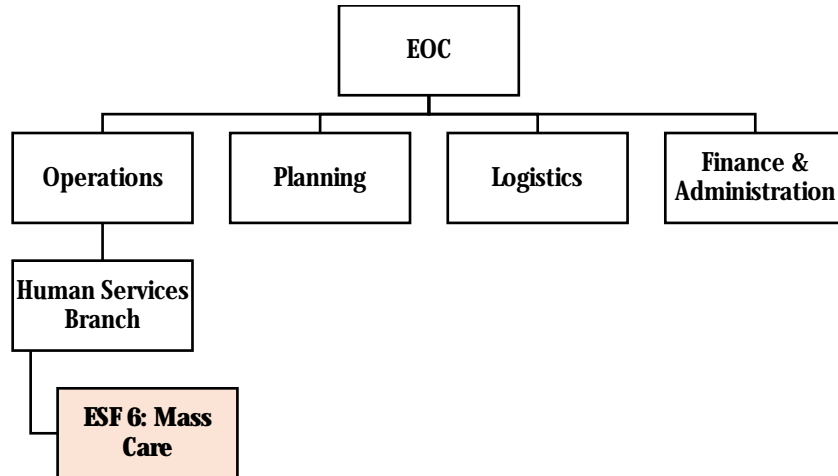 EOC
Operations
Planning
Logistics
Finance &
Administration
Human Services
Branch
ESF 6: Mass
Care